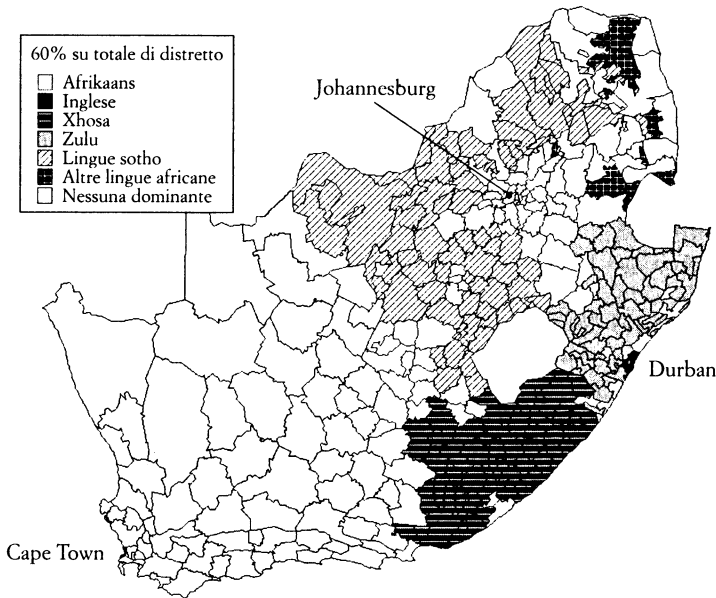 60% su totale di distretto
Afrikaans
Inglese
Xhosa
Zulu
Lingue sotho
Altre lingue africane
Nessuna dominante
Johannesburg
Durban
Cape Town